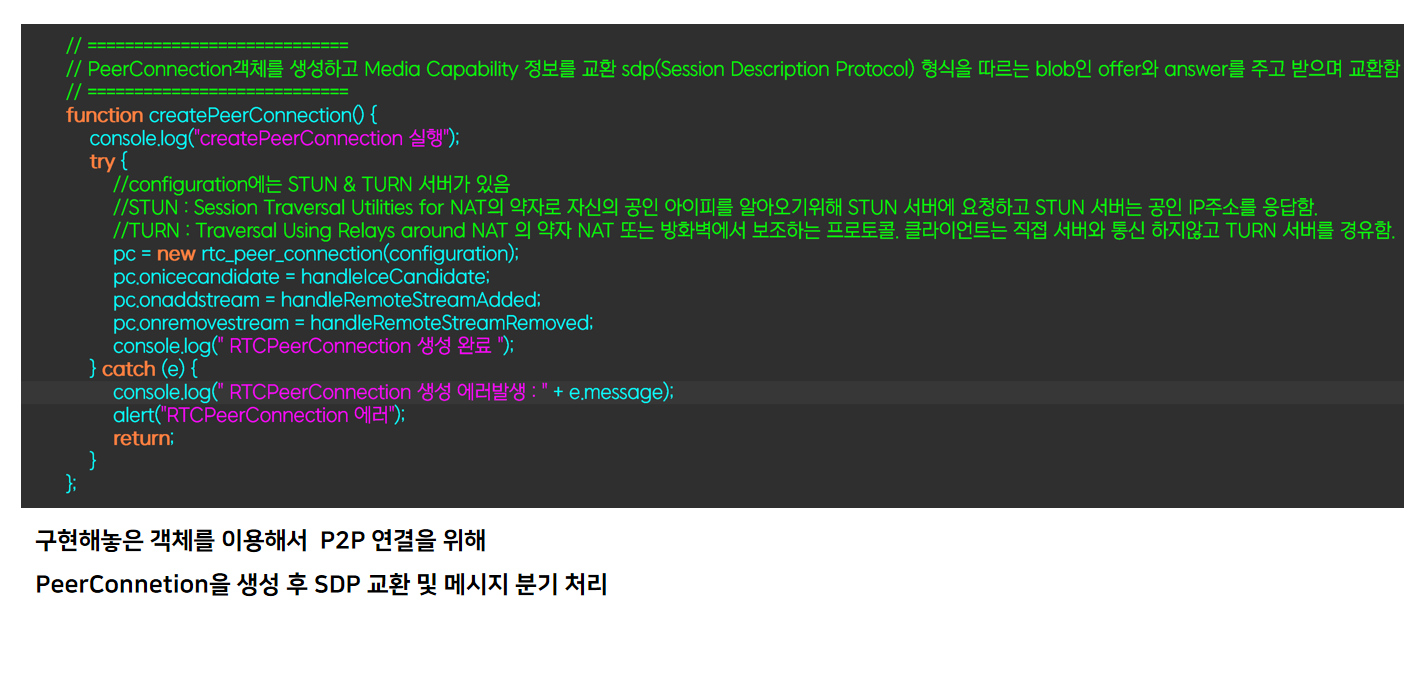 // ============================
// PeerConnection객체를 생성하고 Media Capability 정보를 교환 sdp(Session Description Protocol) 형식을 따르는 blob인 offer와 answer를 주고 받으며 교환함
// ============================
function createPeerConnection() {
console.log("createPeerConnection 실행");
try {
//configuration에는 STUN & TURN 서버가 있음
//STUN : Session Traversal Utilities for NAT의 약자로 자신의 공인 아이피를 알아오기위해 STUN 서버에 요청하고 STUN 서버는 공인 IP주소를 응답함.
//TURN : Traversal Using Relays around NAT 의 약자 NAT 또는 방화벽에서 보조하는 프로토콜. 클라이언트는 직접 서버와 통신 하지않고 TURN 서버를 경유함.
pc = new rtc_peer_connection(configuration);
pc.onicecandidate = handleIceCandidate;
pc.onaddstream = handleRemoteStreamAdded;
pc.onremovestream = handleRemoteStreamRemoved;
console.log(" RTCPeerConnection 생성 완료 ");
} catch (e) {
console.log(" RTCPeerConnection 생성 에러발생 : " + e.message);
alert("RTCPeerConnection 에러");
return;
}
};
구현해놓은 객체를 이용해서 P2P 연결을 위해
PeerConnetion을 생성 후 SDP 교환 및 메시지 분기 처리